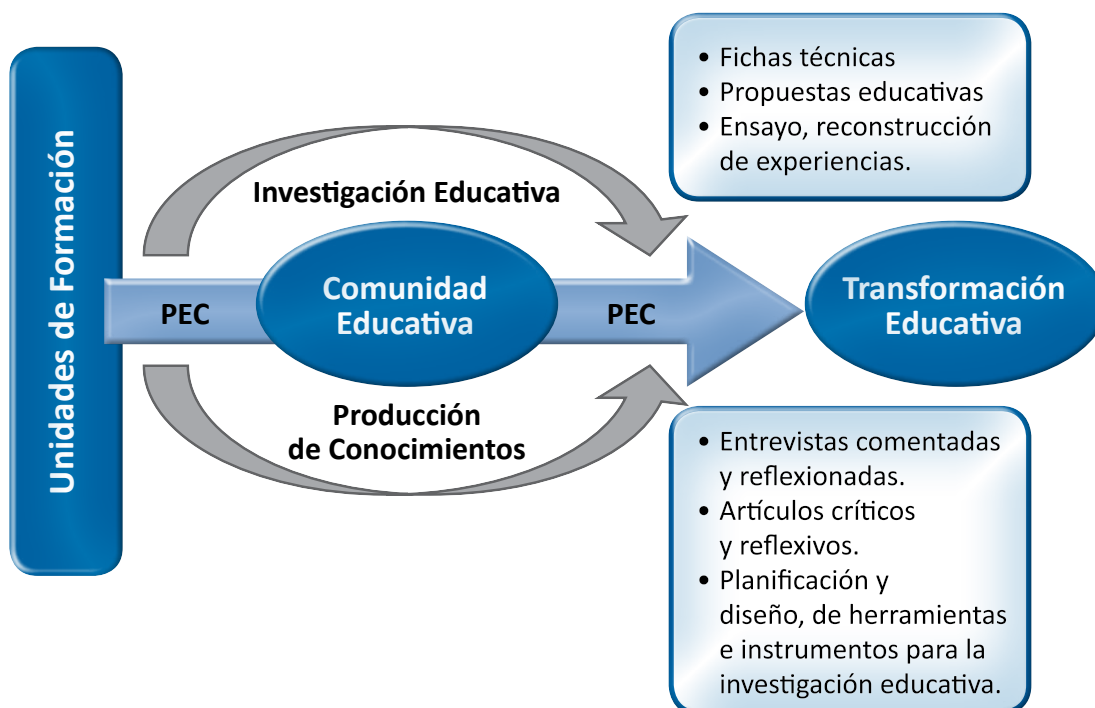 Unidades de Formación
Investigación Educativa
PEC
Comunidad
Educativa
PEC
Producción
de Conocimientos
• Fichas técnicas
• Propuestas educativas
• Ensayo, reconstrucción
de experiencias.
Transformación
Educativa
• Entrevistas comentadas
y reflexionadas.
• Artículos críticos
y reflexivos.
• Planificación y
diseño, de herramientas
e instrumentos para la
investigación educativa.